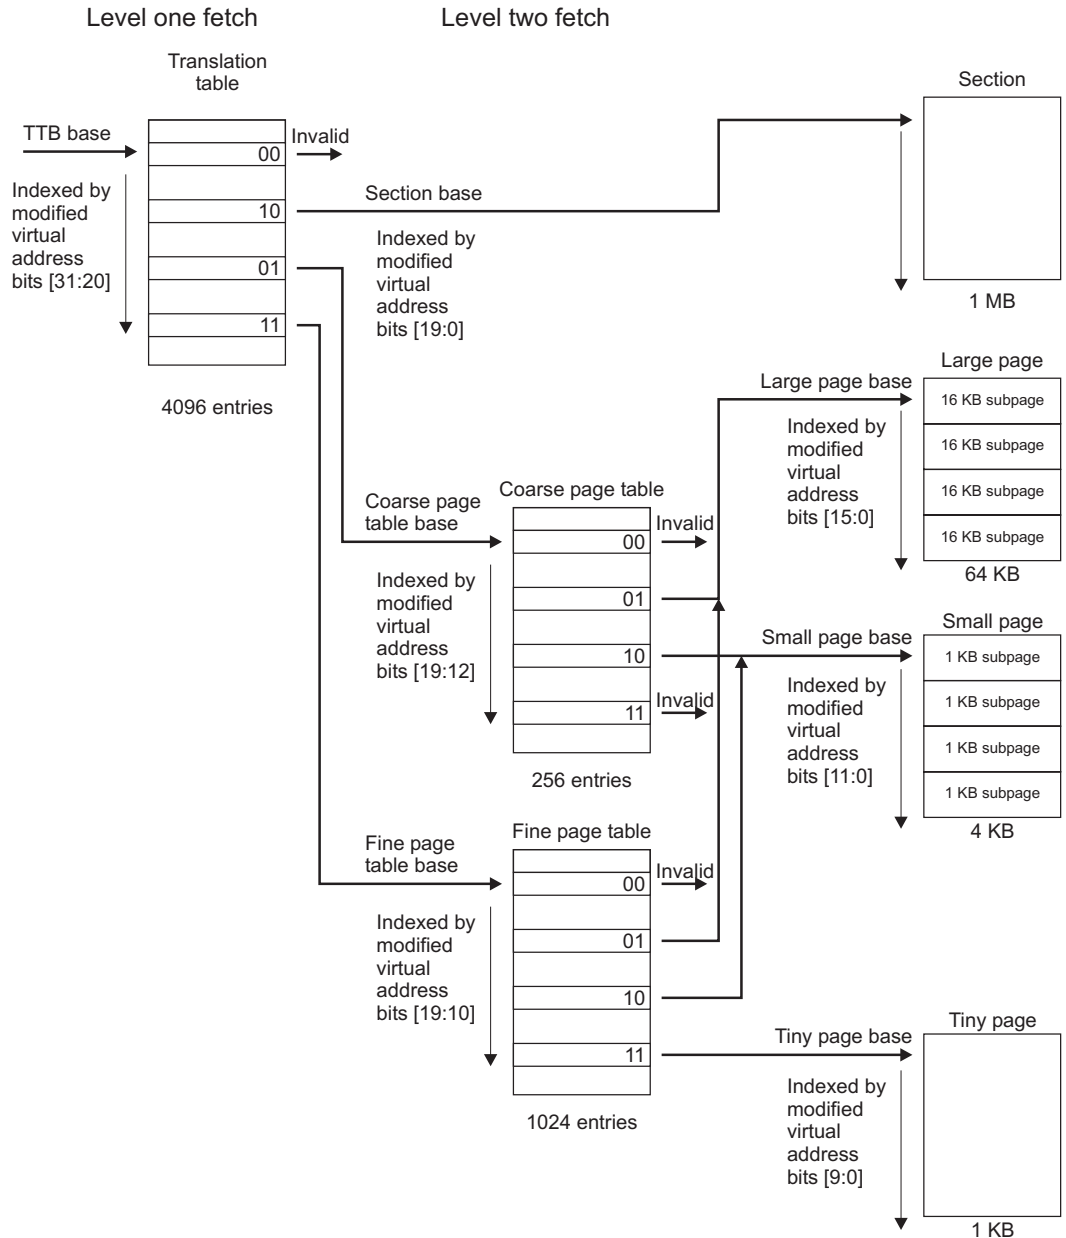 Level one fetch
Level two fetch
Translation
table
Section
TTB base
Invalid
00
Indexed by
modified
virtual
address
bits [31:20]
Section base
10
Indexed by
modified
virtual
address
bits [19:0]
01
11
1 MB
4096 entries
Large page
Large page base
16 KB subpage
16 KB subpage
16 KB subpage
16 KB subpage
Indexed by
modified
virtual
address
bits [15:0]
64 KB
Coarse page
table base
Coarse page table
Invalid
00
Indexed by
modified
virtual
address
bits [19:12]
01
10
Invalid
11
256 entries
Small page
Small page base
1 KB subpage
1 KB subpage
1 KB subpage
1 KB subpage
Indexed by
modified
virtual
address
bits [11:0]
4 KB
Fine page
table base
Fine page table
Invalid
00
Indexed by
modified
virtual
address
bits [19:10]
01
10
11
1024 entries
Tiny page
Tiny page base
Indexed by
modified
virtual
address
bits [9:0]
1 KB